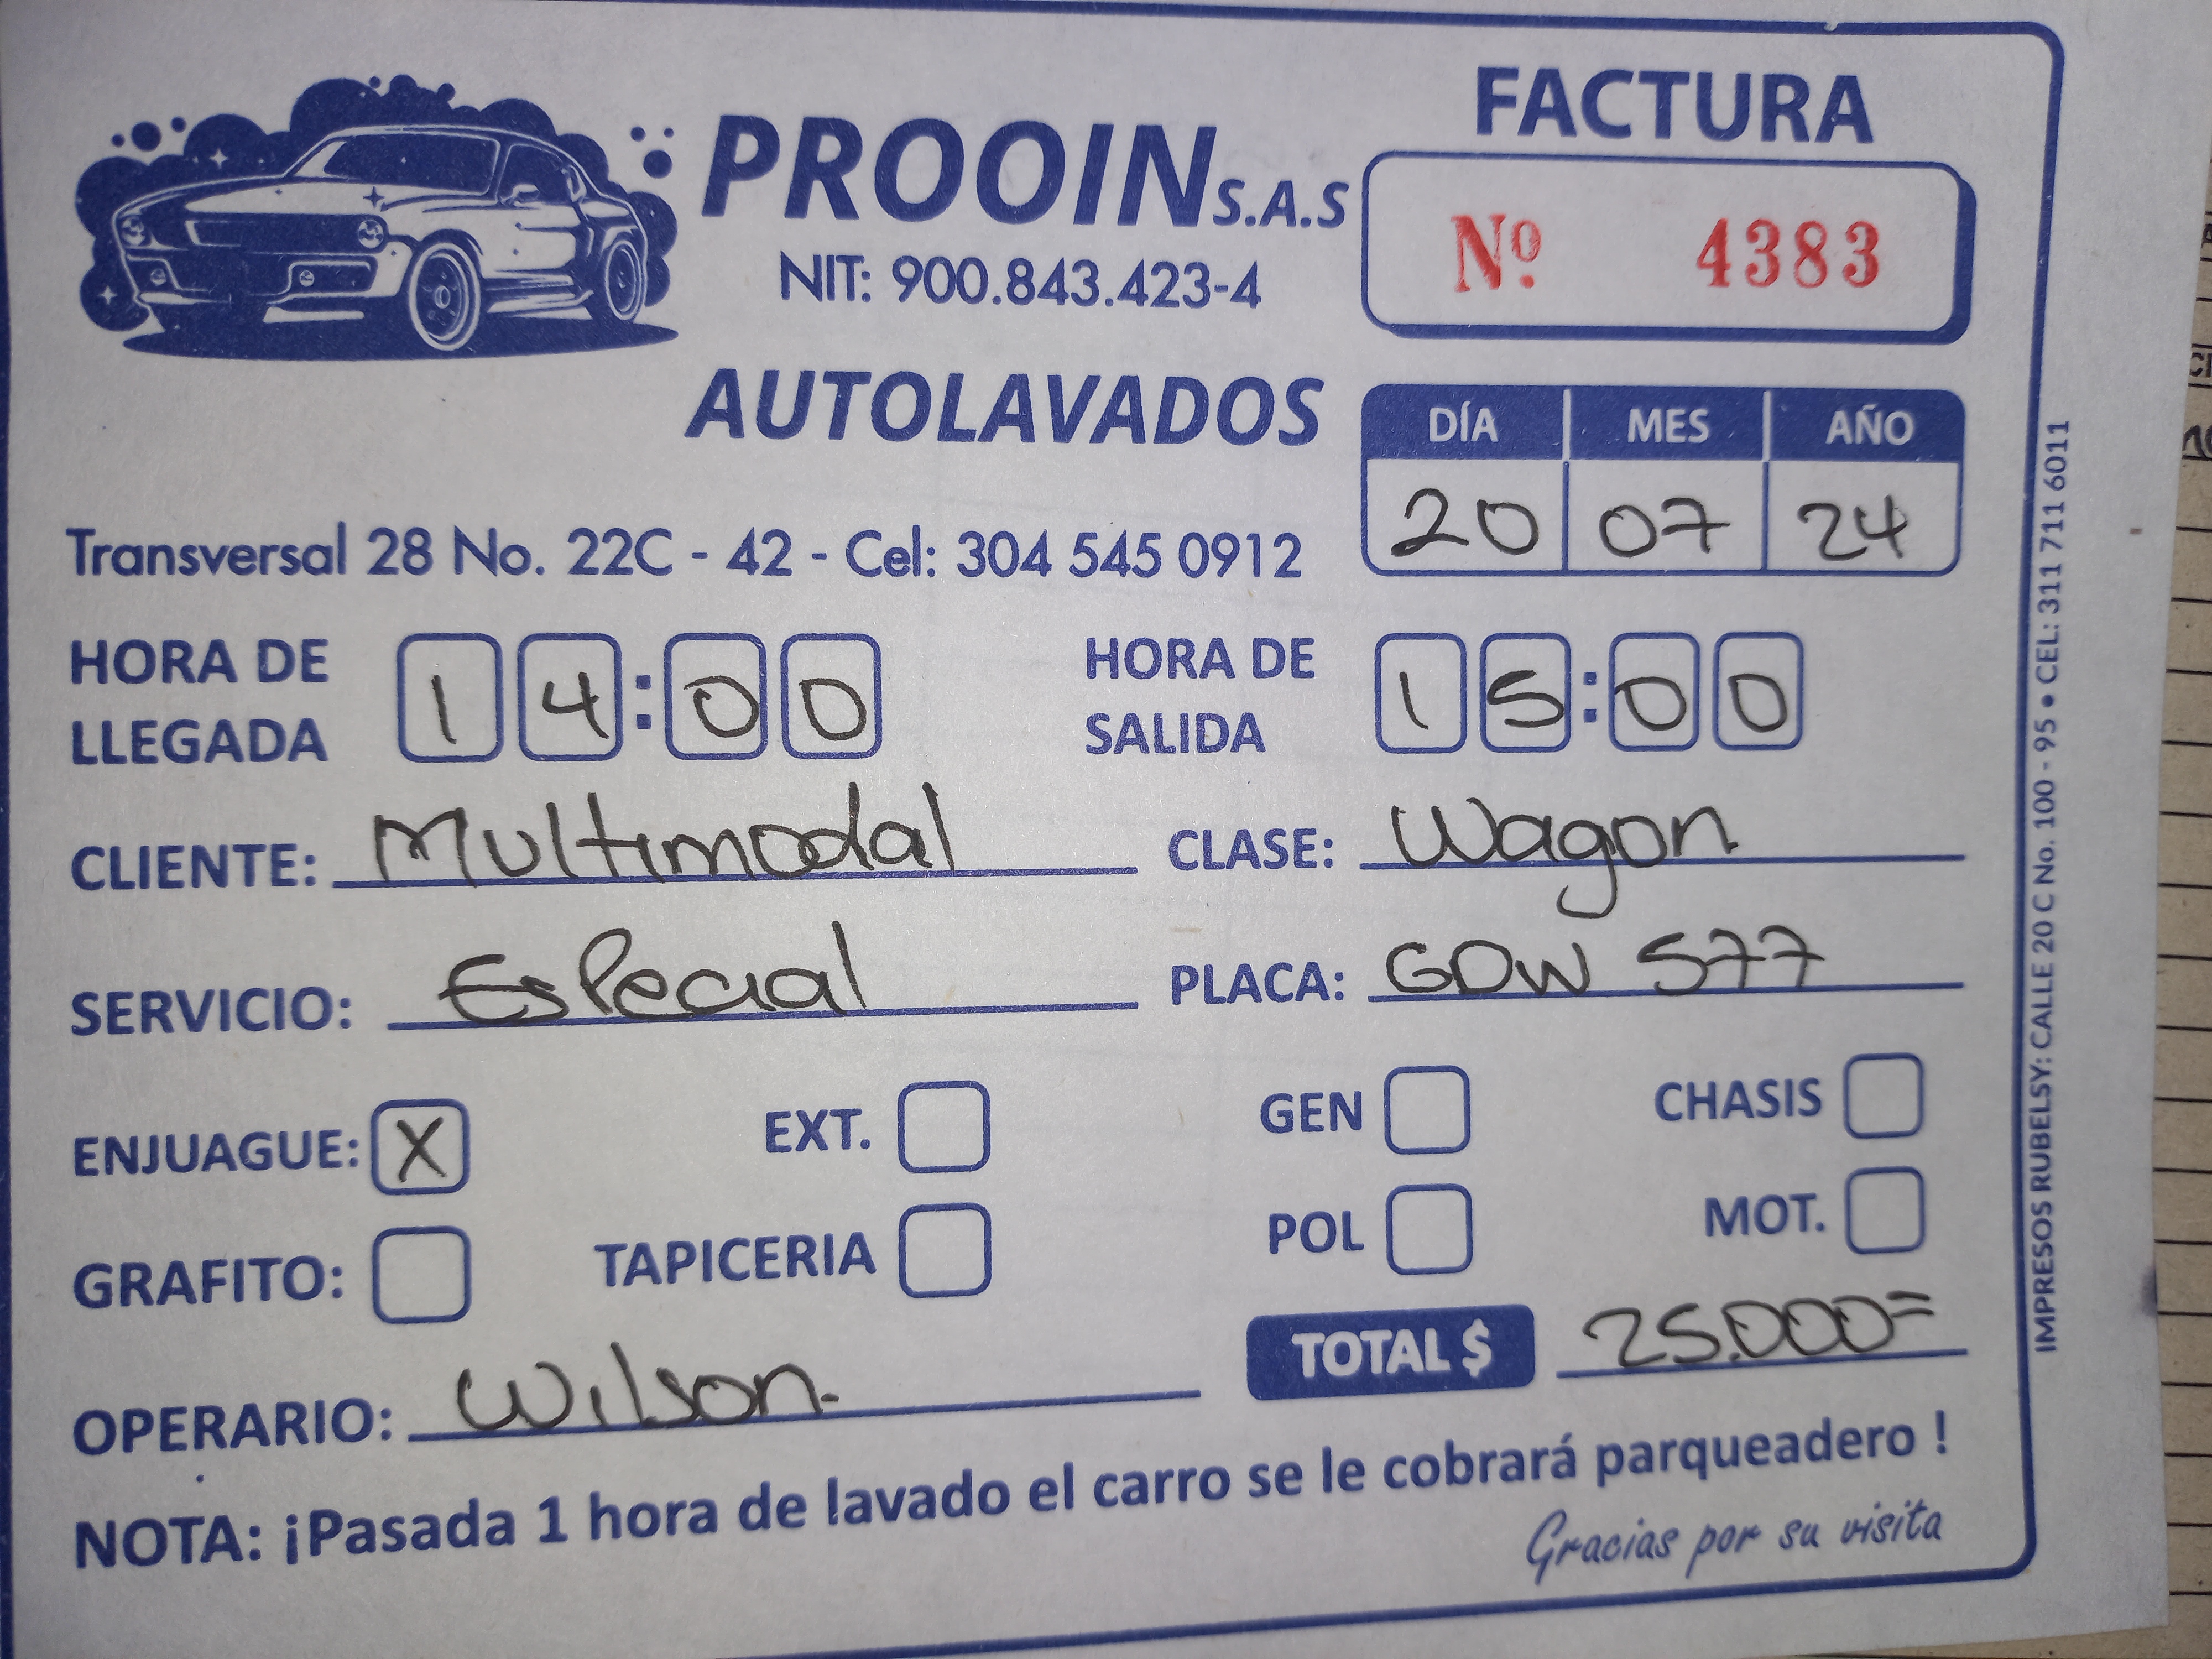 FACTURA
PROOIN S.A.S
Nº 4383
NIT: 900.843.423-4
AUTOLAVADOS
DÍA MES AÑO
20 07 24
Transversal 28 No. 22C - 42 - Cel: 304 545 0912
HORA DE LLEGADA 14:00 HORA DE SALIDA 15:00
CLIENTE: Multimodal CLASE: Wagon
SERVICIO: Especial PLACA: GDW 577
ENJUAGUE: X EXT. GEN CHASIS
GRAFITO: TAPICERIA POL MOT.
OPERARIO: Wilson. TOTAL $ 25.000=
NOTA: ¡Pasada 1 hora de lavado el carro se le cobrará parqueadero !
Gracias por su visita
IMPRESOS RUBELSY: CALLE 20 C No. 100 - 95 • CEL: 311 711 6011